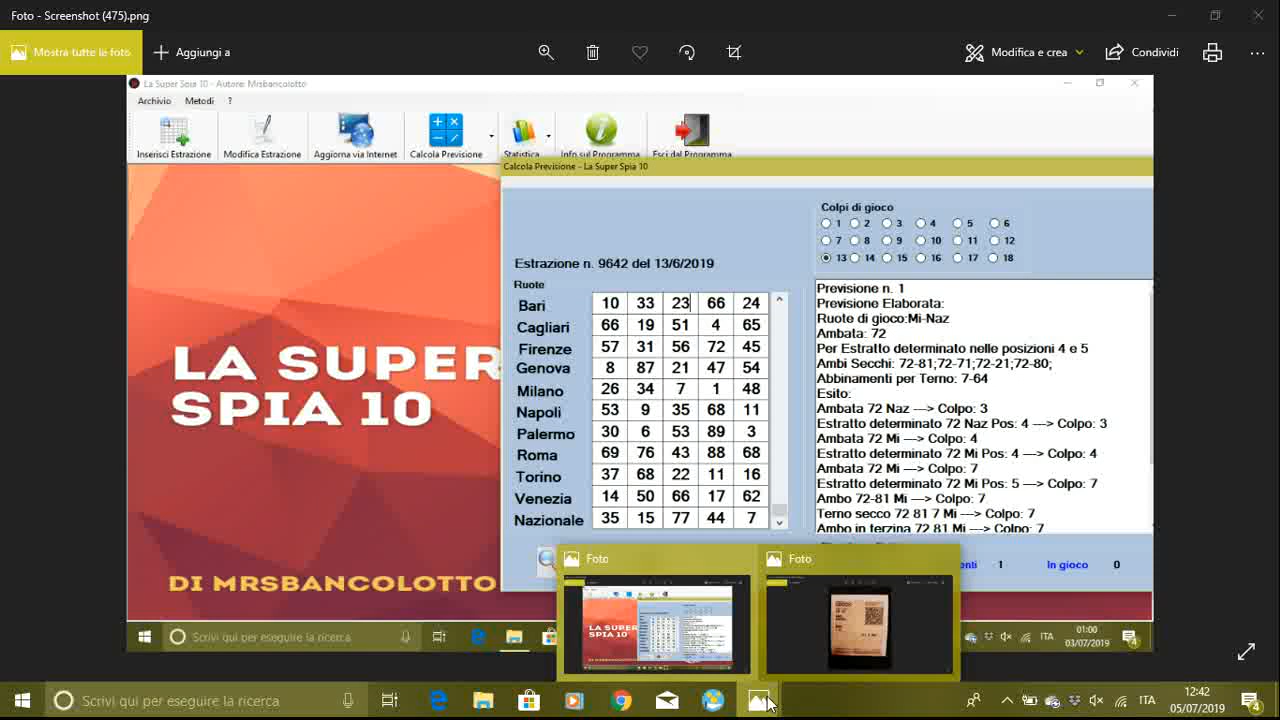 Foto - Screenshot (475).png
Mostra tutte le foto
Aggiungi a
Modifica e crea
Condividi
La Super Spia 10 - Autore: Mrsbancolotto
Archivio Metodi ?
Inserisci Estrazione
Modifica Estrazione
Aggiorna via Internet
Calcola Previsione
Statistica
Info sul Programma
Esci dal Programma
Calcola Previsione - La Super Spia 10
LA SUPER
SPIA 10
DI MRSBANCOLOTTO
Estrazione n. 9642 del 13/6/2019
Ruote
Bari 10 33 23 66 24
Cagliari 66 19 51 4 65
Firenze 57 31 56 72 45
Genova 8 87 21 47 54
Milano 26 34 7 1 48
Napoli 53 9 35 68 11
Palermo 30 6 53 89 3
Roma 69 76 43 88 68
Torino 37 68 22 11 16
Venezia 14 50 66 17 62
Nazionale 35 15 77 44 7
Colpi di gioco
1 2 3 4 5 6
7 8 9 10 11 12
13 14 15 16 17 18
Previsione n. 1
Previsione Elaborata:
Ruote di gioco:Mi-Naz
Ambata: 72
Per Estratto determinato nelle posizioni 4 e 5
Ambi Secchi: 72-81;72-71;72-21;72-80;
Abbinamenti per Terno: 7-64
Esito:
Ambata 72 Naz ---> Colpo: 3
Estratto determinato 72 Naz Pos: 4 ---> Colpo: 3
Ambata 72 Mi ---> Colpo: 4
Estratto determinato 72 Mi Pos: 4 ---> Colpo: 4
Ambata 72 Mi ---> Colpo: 7
Estratto determinato 72 Mi Pos: 5 ---> Colpo: 7
Ambo 72-81 Mi ---> Colpo: 7
Terno secco 72 81 7 Mi ---> Colpo: 7
Ambo in terzina 72 81 Mi ---> Colpo: 7
1 In gioco 0
Foto
Foto
LA SUPER
SPIA 10
Scrivi qui per eseguire la ricerca
ITA
01:00
03/07/2019
Scrivi qui per eseguire la ricerca
ITA
12:42
05/07/2019
4